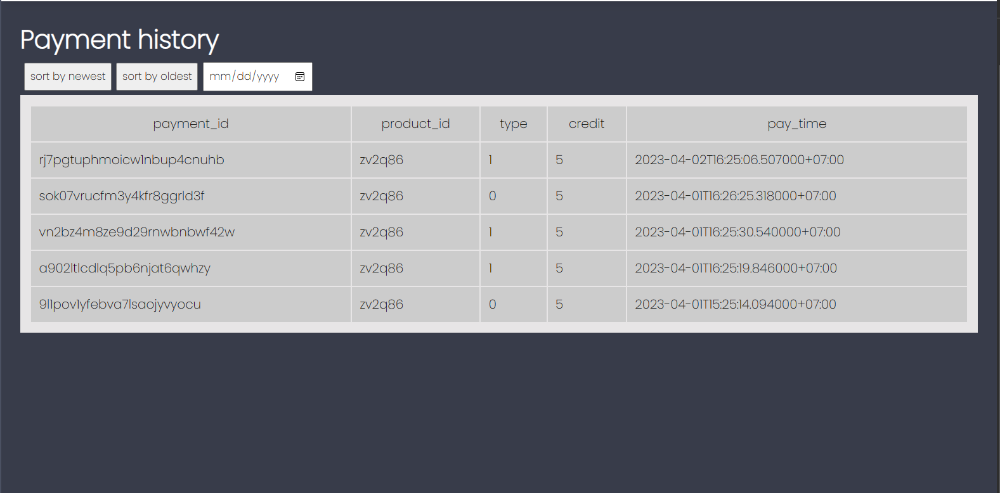 Payment history
sort by newest sort by oldest mm/dd/yyyy
payment_id product_id type credit pay_time
rj7pgtuphmoicw1nbup4cnuhb zv2q86 1 5 2023-04-02T16:25:06.507000+07:00
sok07vrucfm3y4kfr8ggrld3f zv2q86 0 5 2023-04-01T16:26:25.318000+07:00
vn2bz4m8ze9d29rnwbnbwf42w zv2q86 1 5 2023-04-01T16:25:30.540000+07:00
a902ltlcdlq5pb6njat6qwhzy zv2q86 1 5 2023-04-01T16:25:19.846000+07:00
9l1pov1yfebva7lsaojyvyocu zv2q86 0 5 2023-04-01T15:25:14.094000+07:00